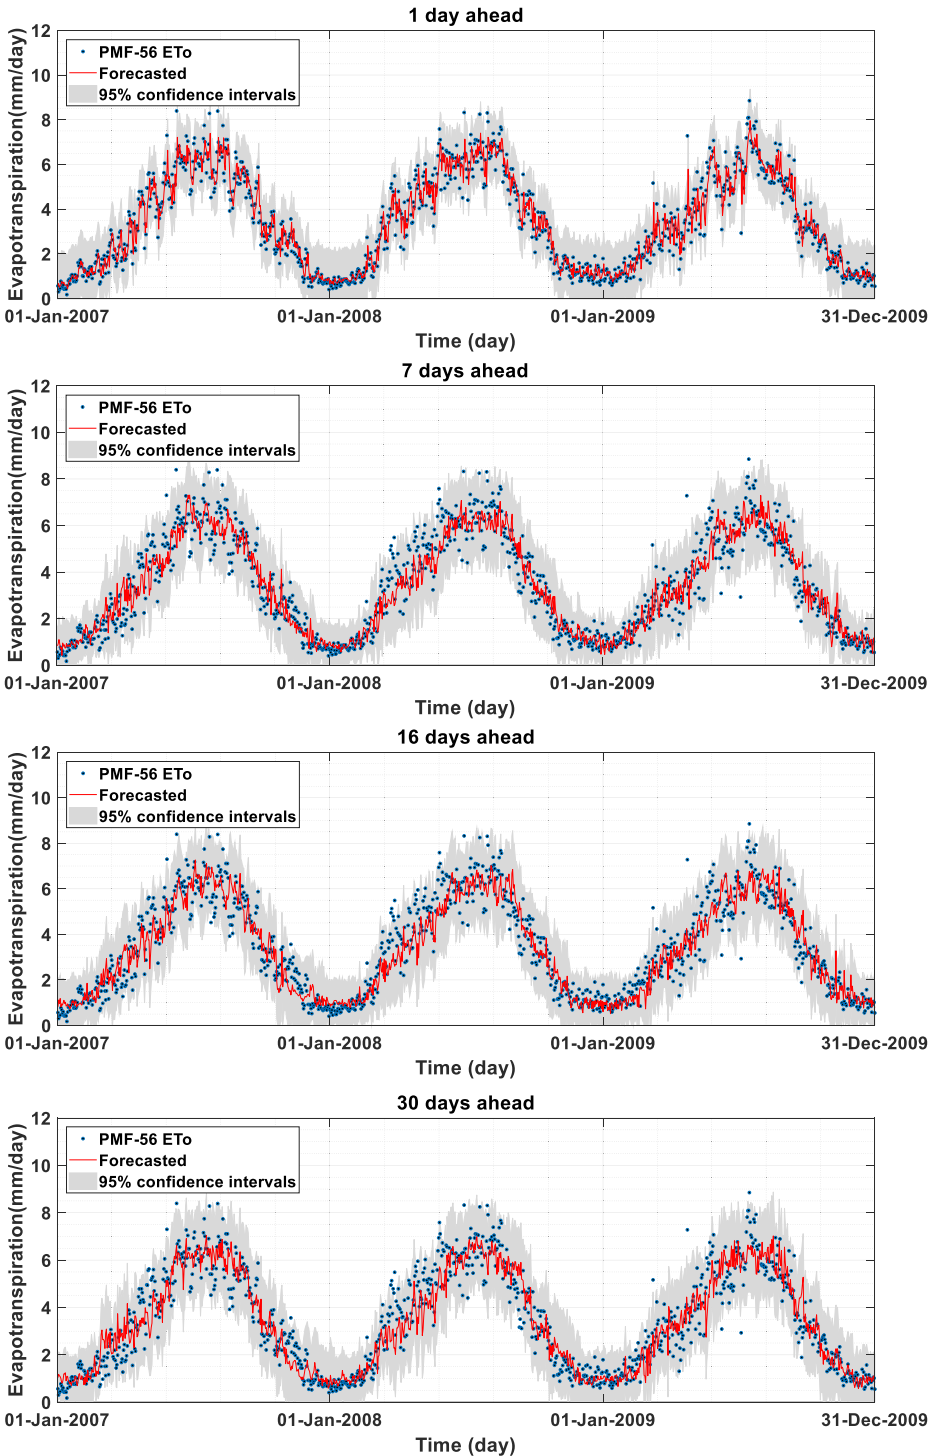 1 day ahead
12
10
8
6
4
2
0
Evapotranspiration(mm/day)
PMF-56 ETo
Forecasted
95% confidence intervals
01-Jan-2007
01-Jan-2008
01-Jan-2009
31-Dec-2009
Time (day)
7 days ahead
12
10
8
6
4
2
0
Evapotranspiration(mm/day)
PMF-56 ETo
Forecasted
95% confidence intervals
01-Jan-2007
01-Jan-2008
01-Jan-2009
31-Dec-2009
Time (day)
16 days ahead
12
10
8
6
4
2
0
Evapotranspiration(mm/day)
PMF-56 ETo
Forecasted
95% confidence intervals
01-Jan-2007
01-Jan-2008
01-Jan-2009
31-Dec-2009
Time (day)
30 days ahead
12
10
8
6
4
2
0
Evapotranspiration(mm/day)
PMF-56 ETo
Forecasted
95% confidence intervals
01-Jan-2007
01-Jan-2008
01-Jan-2009
31-Dec-2009
Time (day)